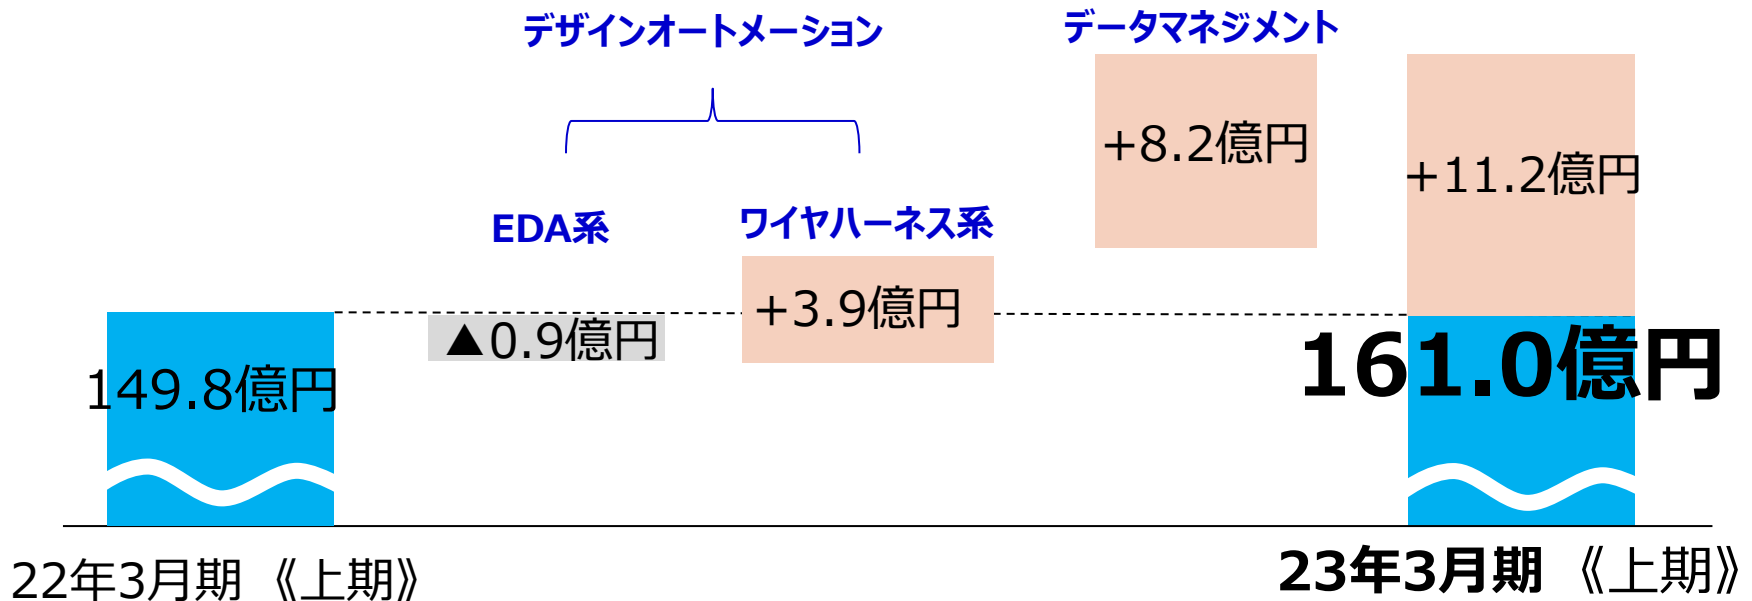 デザインオートメーション
データマネジメント
EDA系
ワイヤハーネス系
+8.2億円
+11.2億円
+3.9億円
▲0.9億円
149.8億円
161.0億円
22年3月期 《上期》
23年3月期 《上期》